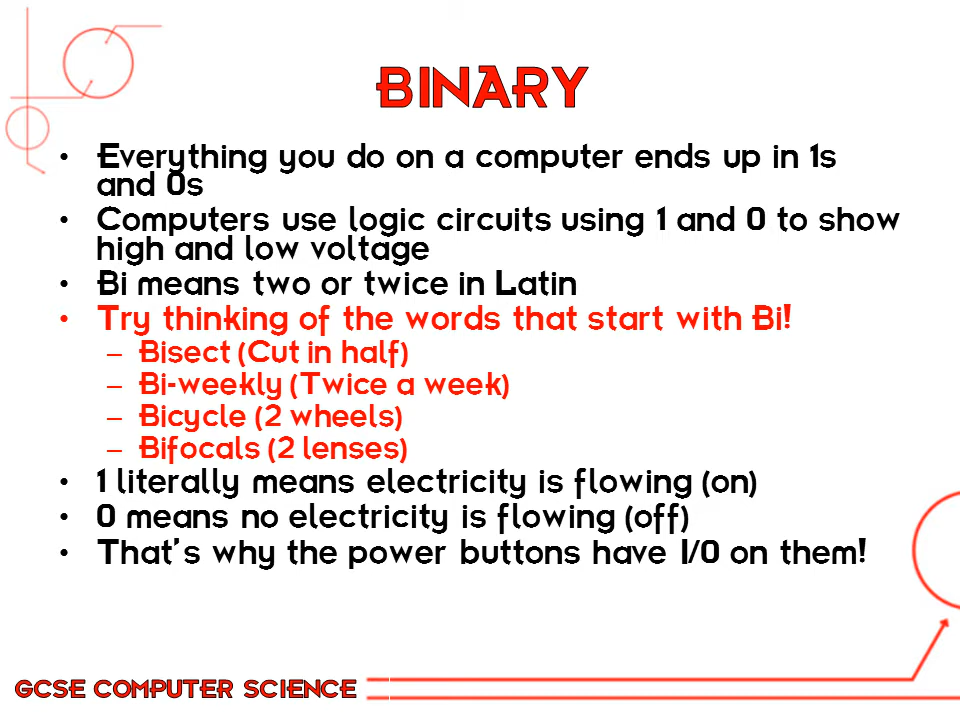 BINARY
• Everything you do on a computer ends up in 1s
and 0s
• Computers use logic circuits using 1 and 0 to show
high and low voltage
• Bi means two or twice in Latin
• Try thinking of the words that start with Bi!
– Bisect (Cut in half)
– Bi-weekly (Twice a week)
– Bicycle (2 wheels)
– Bifocals (2 lenses)
• 1 literally means electricity is flowing (on)
• 0 means no electricity is flowing (off)
• That's why the power buttons have I/O on them!
GCSE COMPUTER SCIENCE